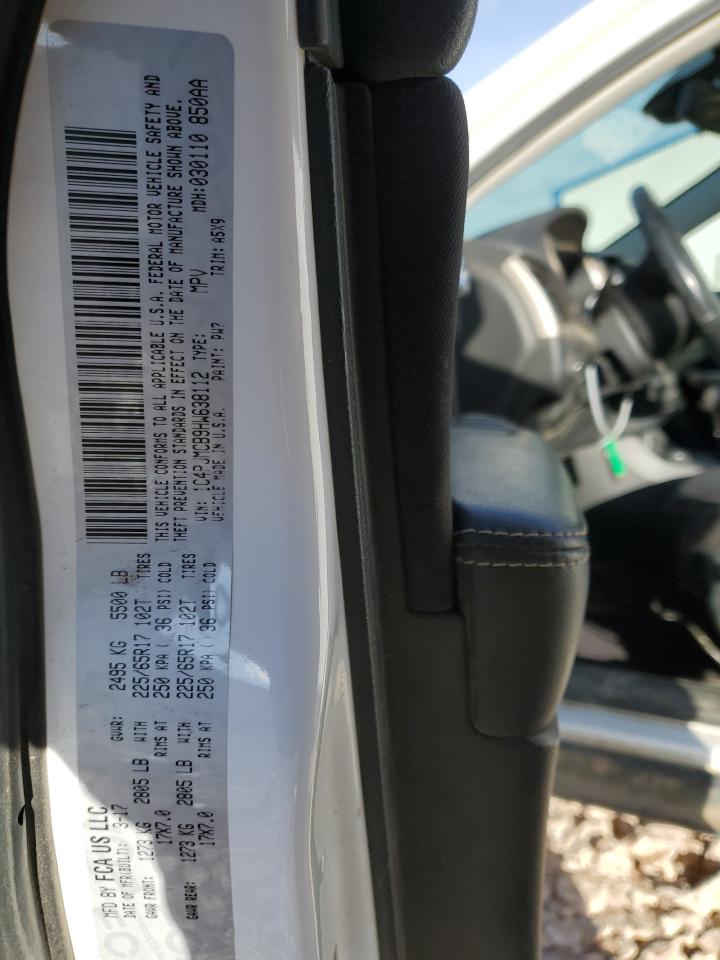 MFD BY FCA US LLC
DATE OF MFR(BUILT): 3-17 GVWR: 2495 KG 5500 LB
GAWR FRONT: 1273 KG 2805 LB WITH 225/65R17 102T TIRES
17X7.0 RIMS AT 250 KPA ( 36 PSI) COLD
GAWR REAR: 1273 KG 2805 LB WITH 225/65R17 102T TIRES
17X7.0 RIMS AT 250 KPA ( 36 PSI) COLD
THIS VEHICLE CONFORMS TO ALL APPLICABLE U.S.A. FEDERAL MOTOR VEHICLE SAFETY AND
THEFT PREVENTION STANDARDS IN EFFECT ON THE DATE OF MANUFACTURE SHOWN ABOVE.
VIN: 1C4PJMCB9HW638112 TYPE: MPV MDH:030110 850AA
VEHICLE MADE IN U.S.A. PAINT: PW7 TRIM: A5X9